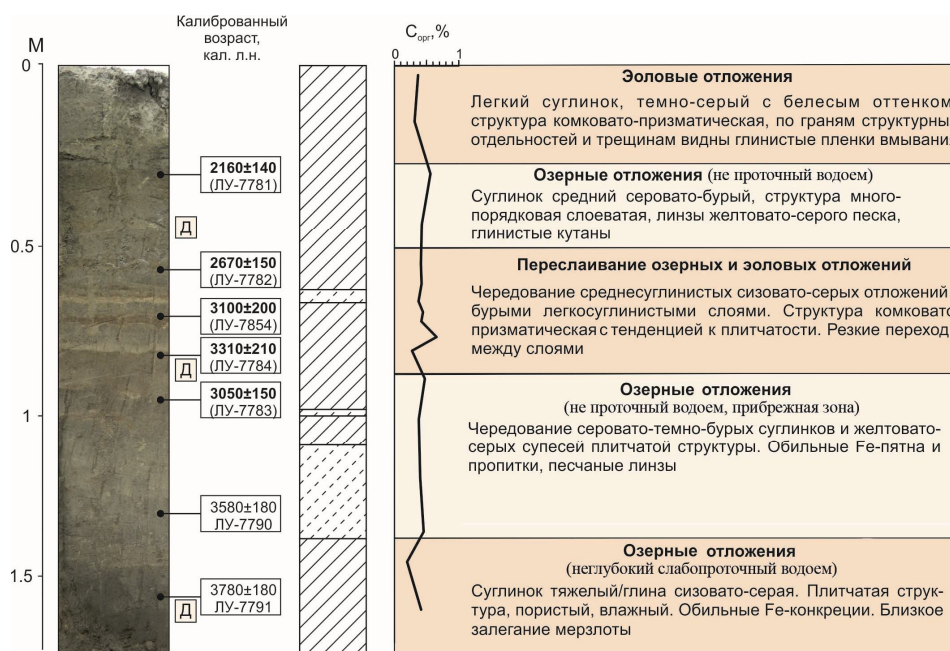 Калиброванный
возраст,
кал. л.н.
М
0
0.5
1
1.5
2160±140
(ЛУ-7781)
Д
2670±150
(ЛУ-7782)
3100±200
(ЛУ-7854)
3310±210
(ЛУ-7784)
Д
3050±150
(ЛУ-7783)
3580±180
ЛУ-7790
3780±180
ЛУ-7791
Д
Cорг,%
0 1
Эоловые отложения
Легкий суглинок, темно-серый с белесым оттенком
структура комковато-призматическая, по граням структурны
отдельностей и трещинам видны глинистые пленки вмывани
Озерные отложения (не проточный водоем)
Суглинок средний серовато-бурый, структура много-
порядковая слоеватая, линзы желтовато-серого песка,
глинистые кутаны
Переслаивание озерных и эоловых отложений
Чередование среднесуглинистых сизовато-серых отложений
бурыми легкосуглистыми слоями. Структура комковато
призматическая с тенденцией к плитчатости. Резкие переход
между слоями
Озерные отложения
(не проточный водоем, прибрежная зона)
Чередование серовато-темно-бурых суглинков и желтовато-
серых супесей плитчатой структуры. Обильные Fe-пятна и
пропитки, песчаные линзы
Озерные отложения
(неглубокий слабопроточный водоем)
Суглинок тяжелый/глина сизовато-серая. Плитчатая струк-
тура, пористый, влажный. Обильные Fe-конкреции. Близкое
залегание мерзлоты